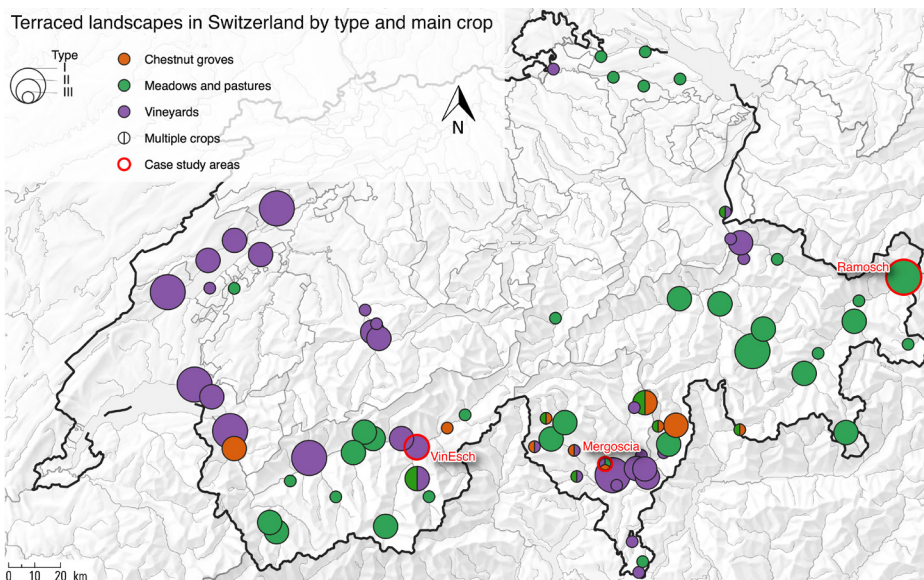 Terraced landscapes in Switzerland by type and main crop
Type
I
II
III
Chestnut groves
Meadows and pastures
Vineyards
Multiple crops
Case study areas
N
Ramosch
Mergoscia
VinEsch
0 10 20 km